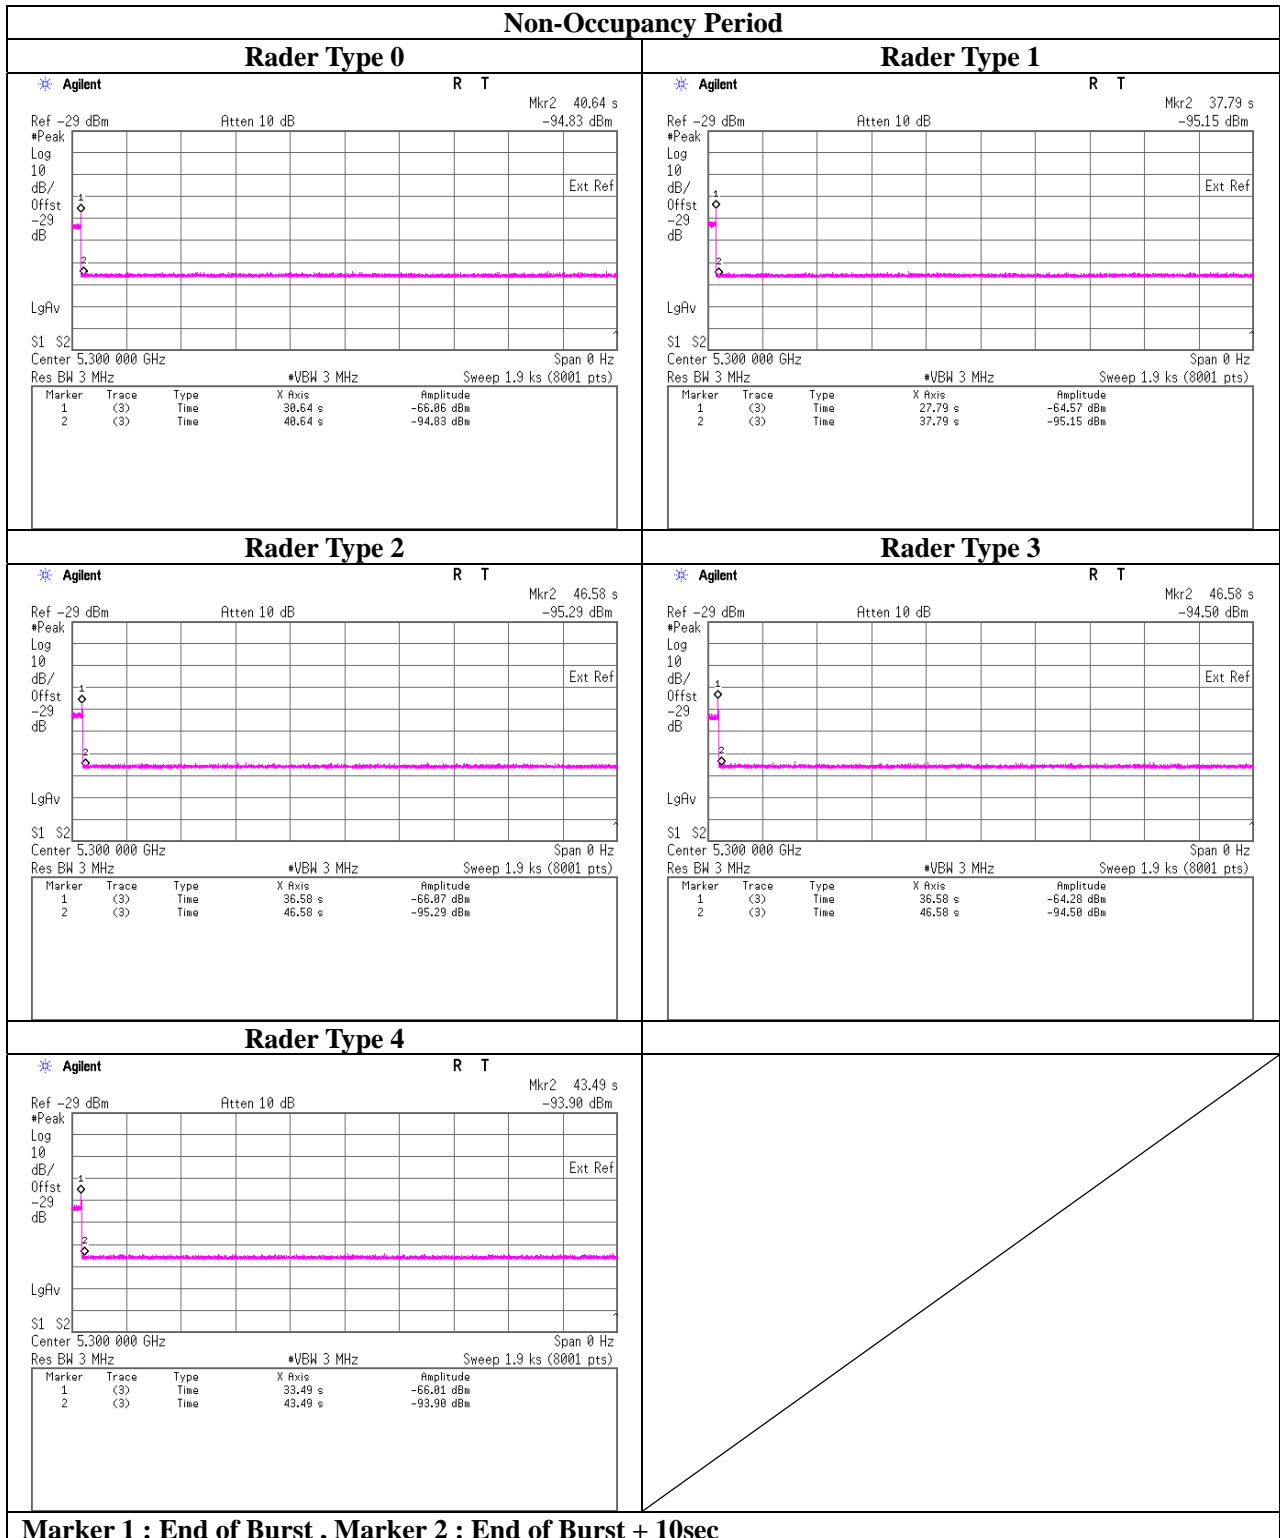 Non-Occupancy Period
Rader Type 0
Agilent R T
Mkr2 40.64 s
Ref -29 dBm Atten 10 dB -94.83 dBm
#Peak
Log
10
dB/
Offst
-29
dB
Ext Ref
1
2
LgAv
S1 S2
Center 5.300 000 GHz Span 0 Hz
Res BW 3 MHz #VBW 3 MHz Sweep 1.9 ks (8001 pts)
Marker Trace Type X Axis Amplitude
1 (3) Time 30.64 s -66.06 dBm
2 (3) Time 40.64 s -94.83 dBm
Rader Type 1
Agilent R T
Mkr2 37.79 s
Ref -29 dBm Atten 10 dB -95.15 dBm
#Peak
Log
10
dB/
Offst
-29
dB
Ext Ref
1
2
LgAv
S1 S2
Center 5.300 000 GHz Span 0 Hz
Res BW 3 MHz #VBW 3 MHz Sweep 1.9 ks (8001 pts)
Marker Trace Type X Axis Amplitude
1 (3) Time 27.79 s -64.57 dBm
2 (3) Time 37.79 s -95.15 dBm
Rader Type 2
Agilent R T
Mkr2 46.58 s
Ref -29 dBm Atten 10 dB -95.29 dBm
#Peak
Log
10
dB/
Offst
-29
dB
Ext Ref
1
2
LgAv
S1 S2
Center 5.300 000 GHz Span 0 Hz
Res BW 3 MHz #VBW 3 MHz Sweep 1.9 ks (8001 pts)
Marker Trace Type X Axis Amplitude
1 (3) Time 36.58 s -66.07 dBm
2 (3) Time 46.58 s -95.29 dBm
Rader Type 3
Agilent R T
Mkr2 46.58 s
Ref -29 dBm Atten 10 dB -94.50 dBm
#Peak
Log
10
dB/
Offst
-29
dB
Ext Ref
1
2
LgAv
S1 S2
Center 5.300 000 GHz Span 0 Hz
Res BW 3 MHz #VBW 3 MHz Sweep 1.9 ks (8001 pts)
Marker Trace Type X Axis Amplitude
1 (3) Time 36.58 s -64.28 dBm
2 (3) Time 46.58 s -94.50 dBm
Rader Type 4
Agilent R T
Mkr2 43.49 s
Ref -29 dBm Atten 10 dB -93.90 dBm
#Peak
Log
10
dB/
Offst
-29
dB
Ext Ref
1
2
LgAv
S1 S2
Center 5.300 000 GHz Span 0 Hz
Res BW 3 MHz #VBW 3 MHz Sweep 1.9 ks (8001 pts)
Marker Trace Type X Axis Amplitude
1 (3) Time 33.49 s -66.01 dBm
2 (3) Time 43.49 s -93.90 dBm
Marker 1 : End of Burst , Marker 2 : End of Burst + 10sec